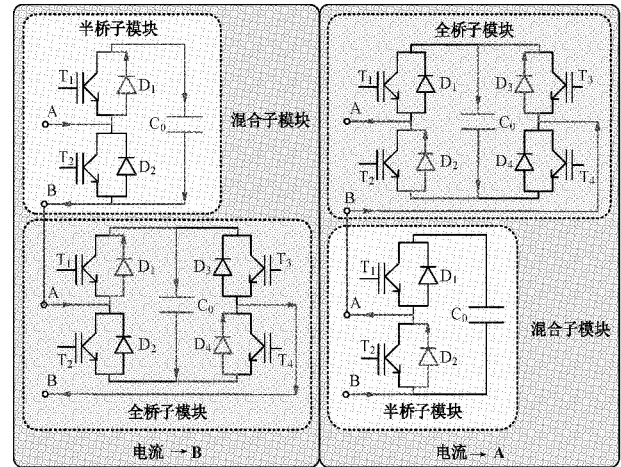 半桥子模块
T1
D1
A
C0
混合子模块
T2
D2
B
T1
D1
D3
T3
A
C0
T2
D2
D4
T4
B
全桥子模块
电流 → B
全桥子模块
T1
D1
D3
T3
A
C0
T2
D2
D4
T4
B
T1
D1
A
C0
混合子模块
T2
D2
B
半桥子模块
电流 → A